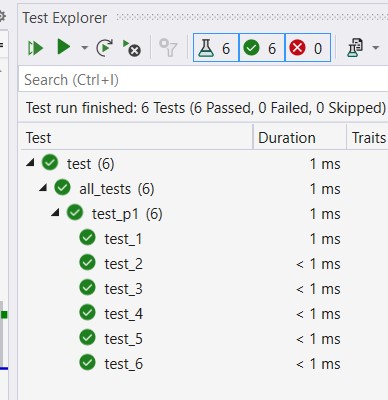 Test Explorer
6 6 0
Search (Ctrl+I)
Test run finished: 6 Tests (6 Passed, 0 Failed, 0 Skipped)
Test Duration Traits
test (6) 1 ms
all_tests (6) 1 ms
test_p1 (6) 1 ms
test_1 1 ms
test_2 < 1 ms
test_3 < 1 ms
test_4 < 1 ms
test_5 < 1 ms
test_6 < 1 ms